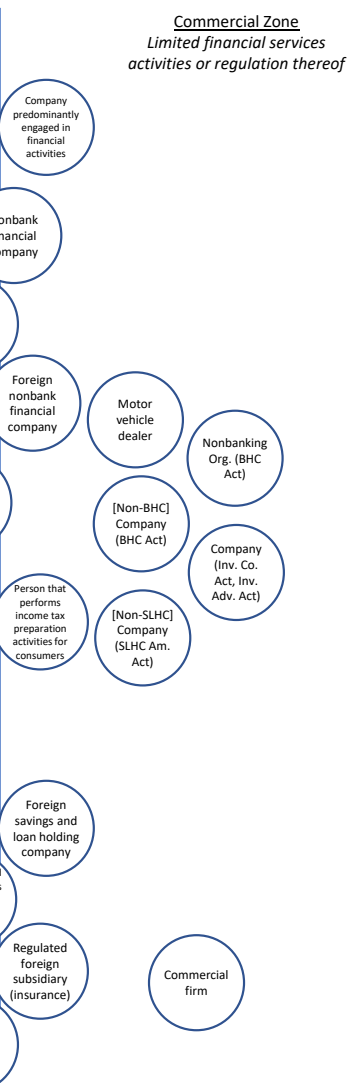 Commercial Zone
Limited financial services
activities or regulation thereof
Company
predominantly
engaged in
financial
activities
Foreign
nonbank
financial
company
Motor
vehicle
dealer
Nonbanking
Org. (BHC
Act)
[Non-BHC]
Company
(BHC Act)
Company
(Inv. Co.
Act, Inv.
Adv. Act)
Person that
performs
income tax
preparation
activities for
consumers
[Non-SLHC]
Company
(SLHC Am.
Act)
Foreign
savings and
loan holding
company
Regulated
foreign
subsidiary
(insurance)
Commercial
firm